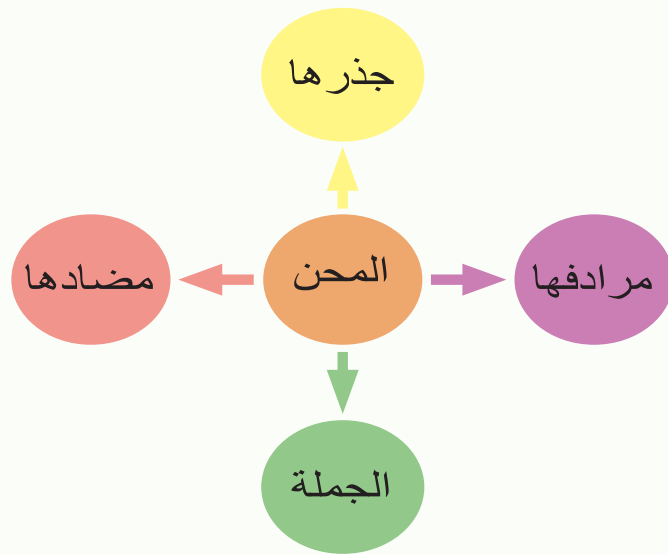 جذرها
مرادفها
المحن
مضادها
الجملة